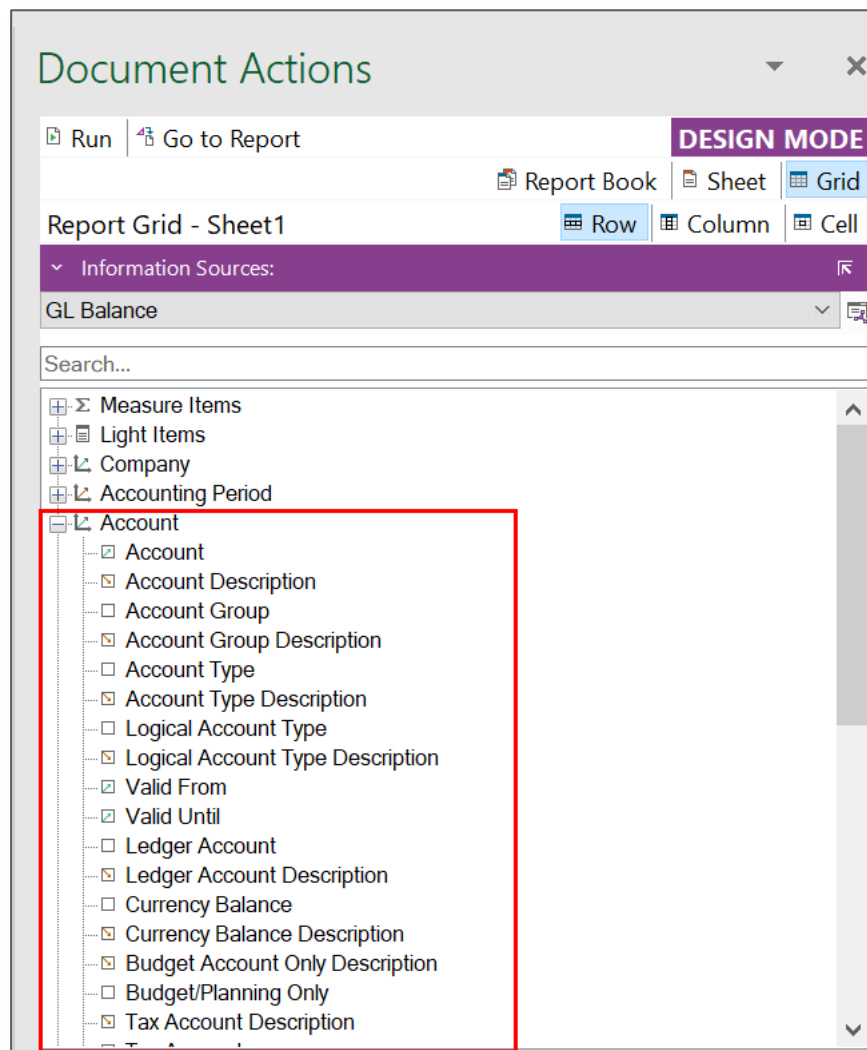 Document Actions
Run Go to Report DESIGN MODE
Report Book Sheet Grid
Report Grid - Sheet1 Row Column Cell
Information Sources:
GL Balance
Search...
Measure Items
Light Items
Company
Accounting Period
Account
Account
Account Description
Account Group
Account Group Description
Account Type
Account Type Description
Logical Account Type
Logical Account Type Description
Valid From
Valid Until
Ledger Account
Ledger Account Description
Currency Balance
Currency Balance Description
Budget Account Only Description
Budget/Planning Only
Tax Account Description